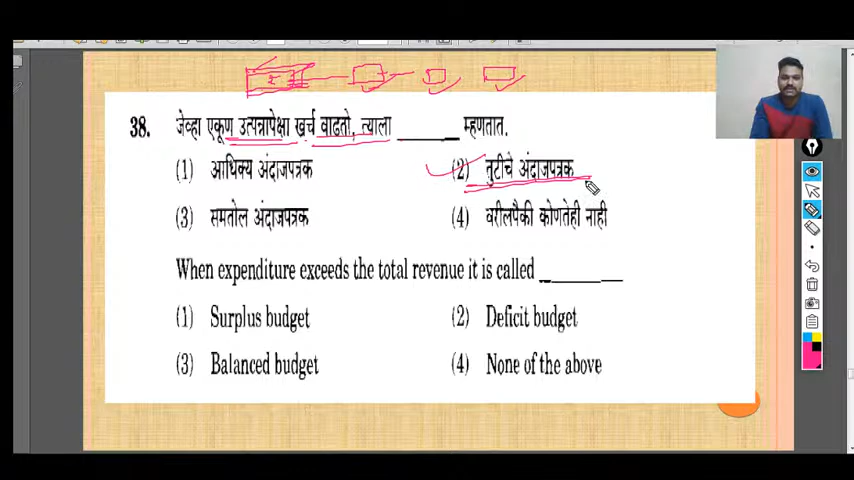 38. जेव्हा एकूण उत्पन्नापेक्षा खर्च वाढतो, त्याला ______ म्हणतात.
(1) आधिक्य अंदाजपत्रक (2) तुटीचे अंदाजपत्रक
(3) समतोल अंदाजपत्रक (4) वरीलपैकी कोणतेही नाही
When expenditure exceeds the total revenue it is called ______
(1) Surplus budget (2) Deficit budget
(3) Balanced budget (4) None of the above